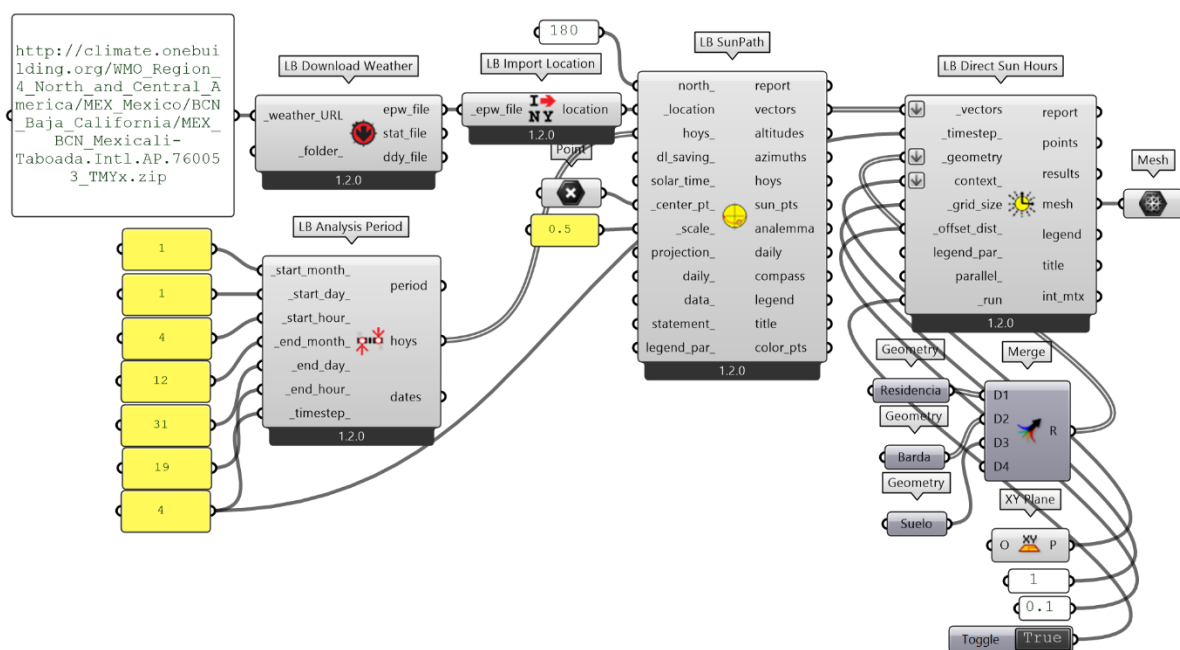 http://climate.onebui
lding.org/WMO_Region_
4_North_and_Central_A
merica/MEX_Mexico/BCN
_Baja_California/MEX_
BCN_Mexicali-
Taboada.Intl.AP.76005
3_TMYx.zip
LB Download Weather
_weather_URL
_folder_
epw_file
stat_file
ddy_file
1.2.0
LB Import Location
_epw_file
I
NY
location
1.2.0
Point
180
0.5
LB SunPath
north_
_location
hoys_
dl_saving_
solar_time_
_center_pt_
_scale_
projection_
daily_
data_
statement_
legend_par_
report
vectors
altitudes
azimuths
hoys
sun_pts
analemma
daily
compass
legend
title
color_pts
1.2.0
LB Direct Sun Hours
_vectors
_timestep_
_geometry
context_
_grid_size
_offset_dist_
legend_par_
parallel_
_run
report
points
results
mesh
legend
title
int_mtx
1.2.0
Mesh
LB Analysis Period
1
1
4
12
31
19
4
_start_month_
_start_day_
_start_hour_
_end_month_
_end_day_
_end_hour_
_timestep_
period
hoys
dates
1.2.0
Geometry
Residencia
Geometry
Barda
Geometry
Suelo
Merge
D1
D2
D3
D4
R
XY Plane
O
XY
P
1
0.1
Toggle
True